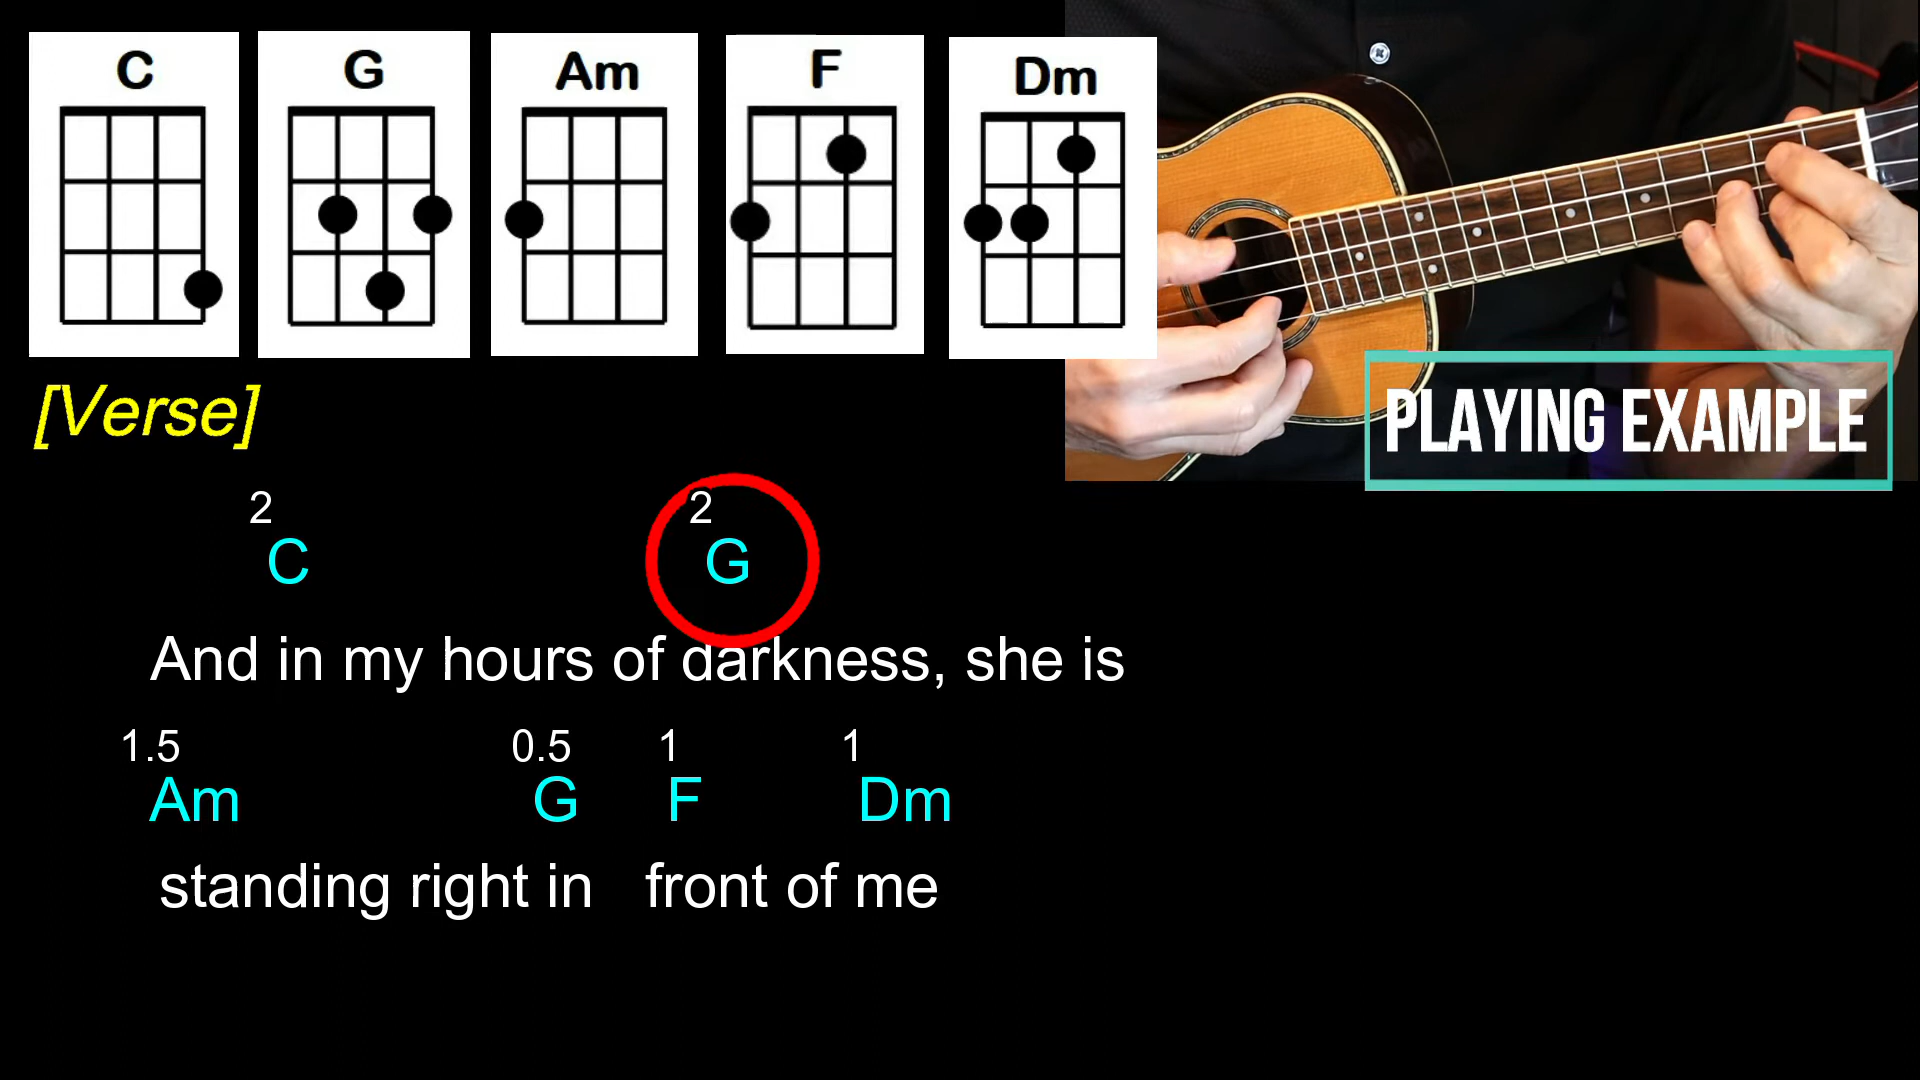 C G Am F Dm
PLAYING EXAMPLE
[Verse]
2 2
C G
And in my hours of darkness, she is
1.5 0.5 1 1
Am G F Dm
standing right in front of me